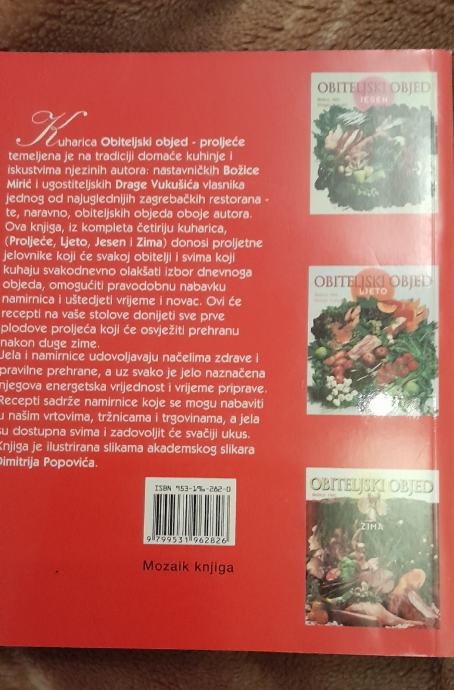 Kuharica Obiteljski objed - proljeće
temeljena je na tradiciji domaće kuhinje i
iskustvima njezinih autora: nastavničkih Božice
Mirić i ugostiteljskih Drage Vukušića vlasnika
jednog od najuglednijih zagrebačkih restorana -
te, naravno, obiteljskih objeda oboje autora.
Ova knjiga, iz kompleta četiriju kuharica,
(Proljeće, Ljeto, Jesen i Zima) donosi proljetne
jelovnike koji će svakoj obitelji i svima koji
kuhaju svakodnevno olakšati izbor dnevnoga
objeda, omogućiti pravodobnu nabavku
namirnica i uštedjeti vrijeme i novac. Ovi će
recepti na vaše stolove donijeti sve prve
plodove proljeća koji će osvježiti prehranu
nakon duge zime.
Jela i namirnice udovoljavaju načelima zdrave i
pravilne prehrane, a uz svako je jelo naznačena
njegova energetska vrijednost i vrijeme priprave.
Recepti sadrže namirnice koje se mogu nabaviti
u našim vrtovima, tržnicama i trgovinama, a jela
su dostupna svima i zadovoljit će svačiji ukus.
Knjiga je ilustrirana slikama akademskog slikara
Dimitrija Popovića.
ISBN 953-196-262-0
9 799531 962826
Mozaik knjiga
OBITELJSKI OBJED
JESEN
OBITELJSKI OBJED
LJETO
OBITELJSKI OBJED
ZIMA